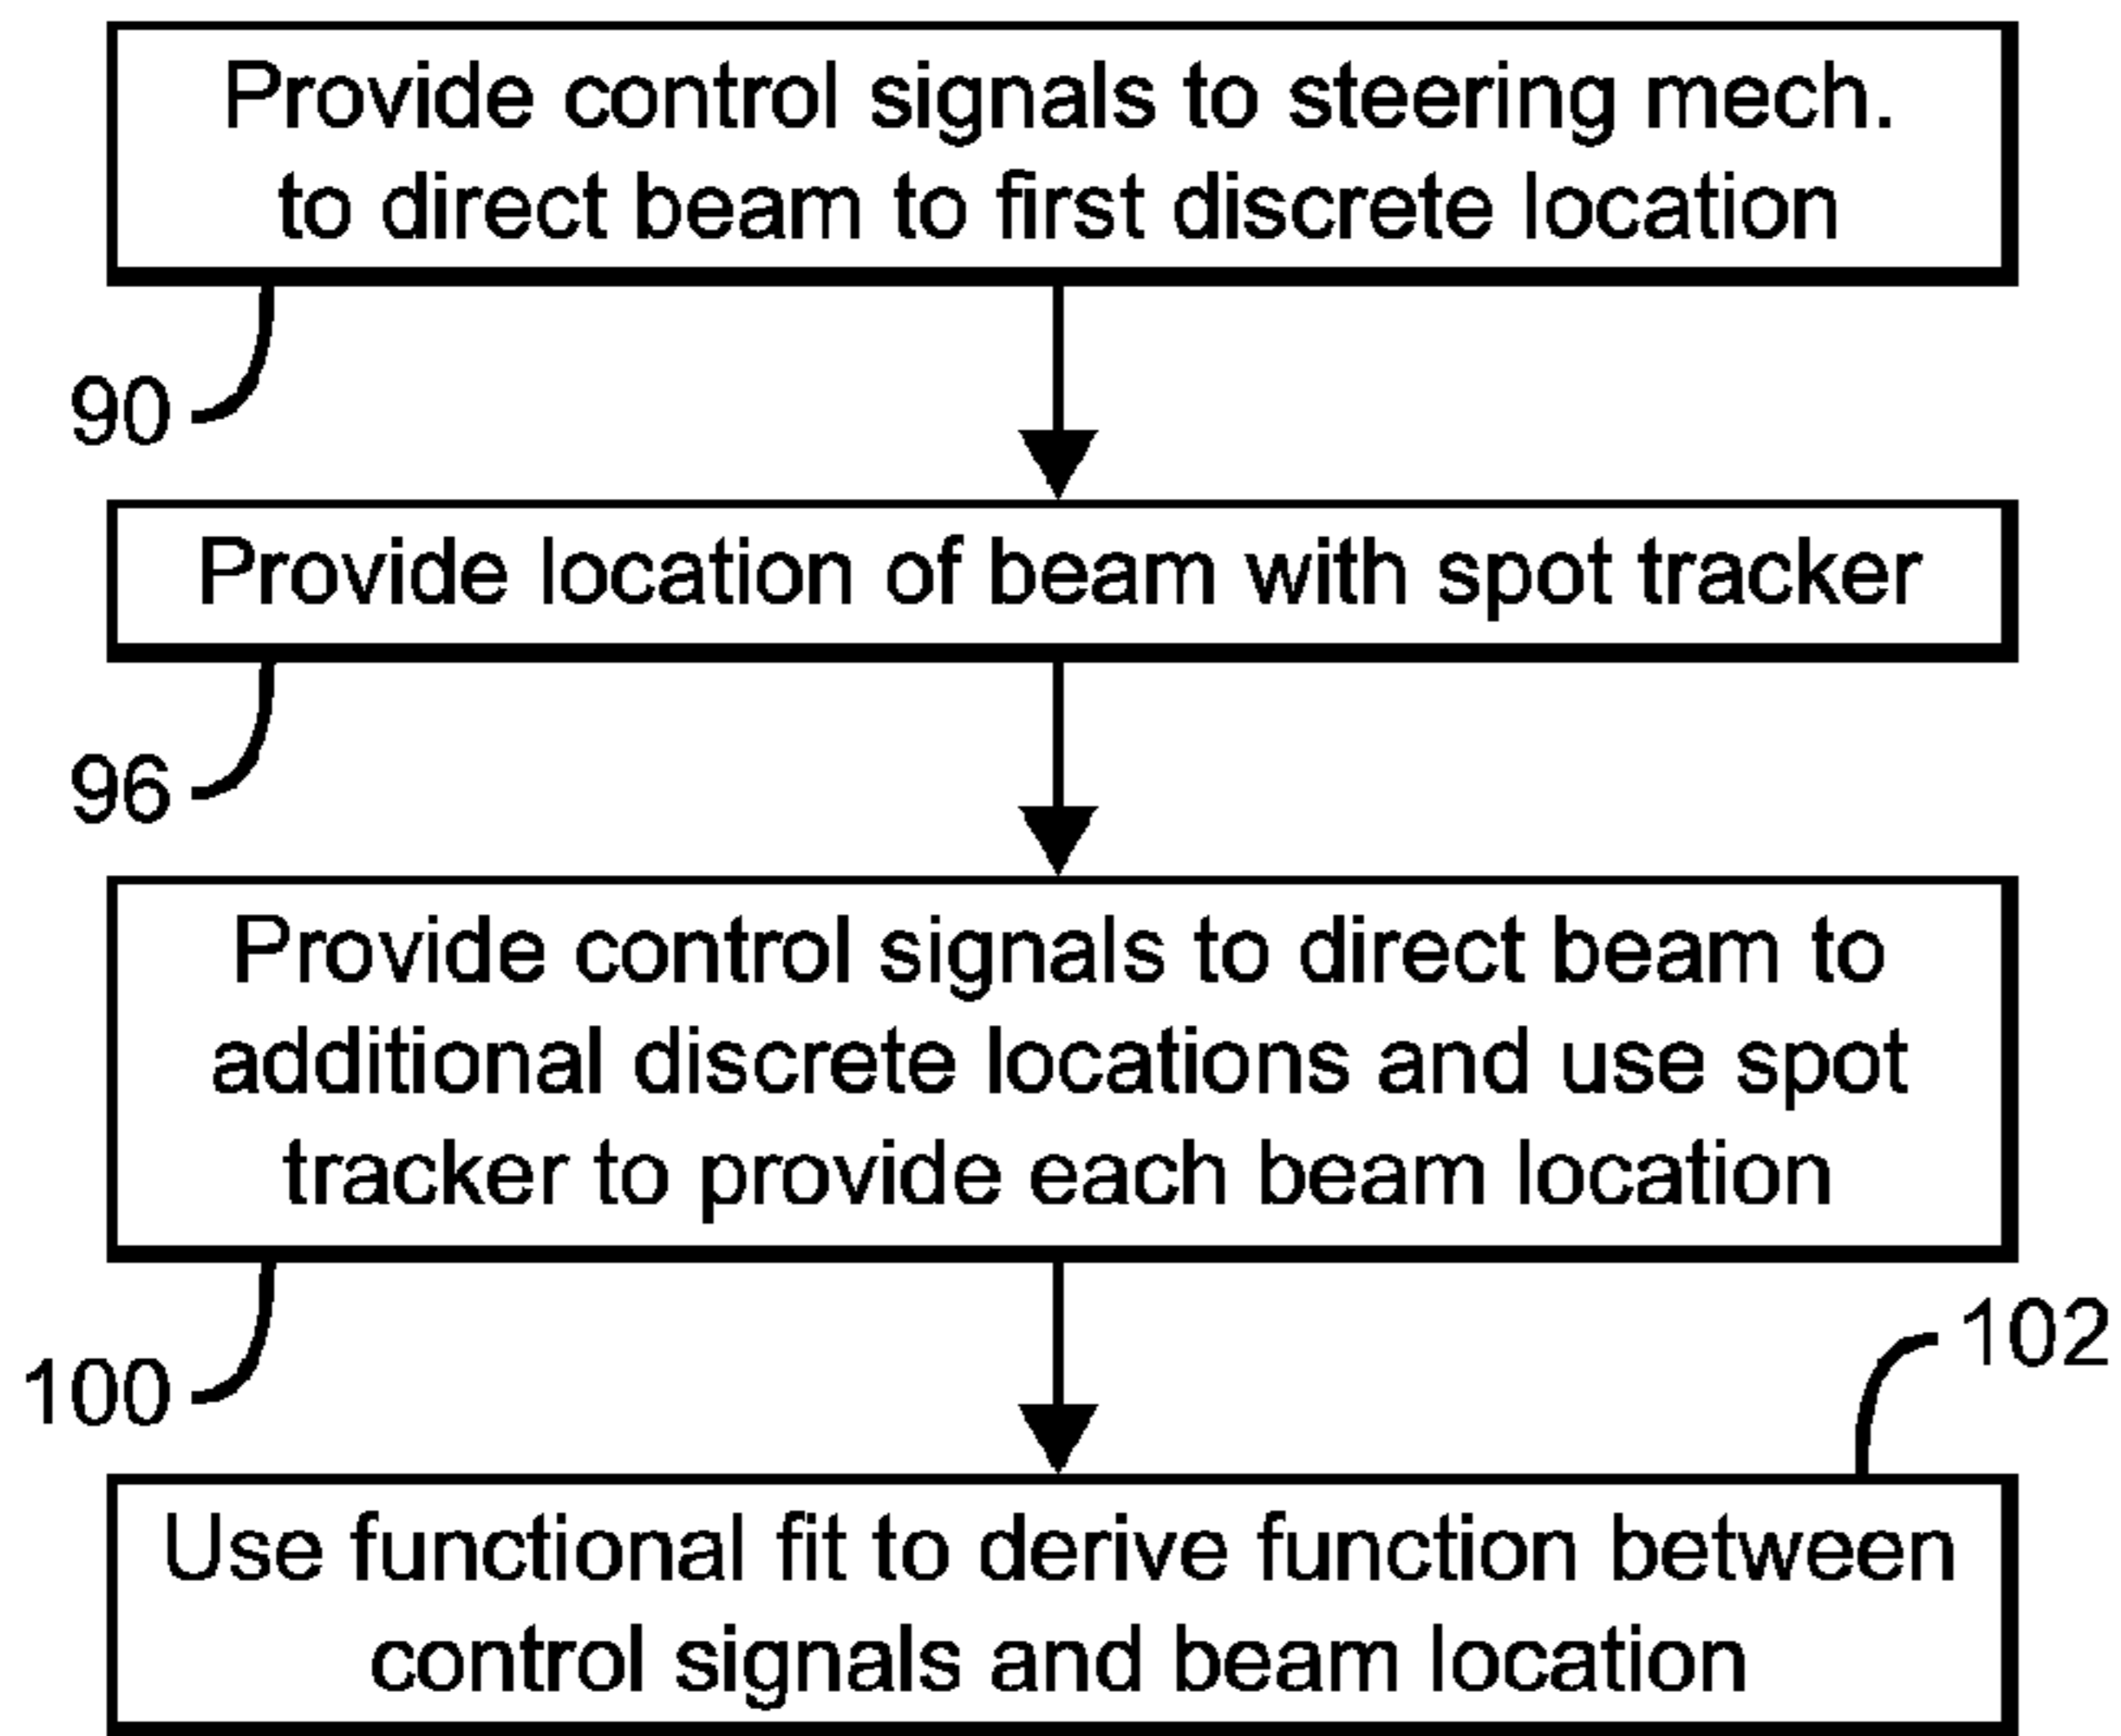 Provide control signals to steering mech.
to direct beam to first discrete location
90
Provide location of beam with spot tracker
96
Provide control signals to direct beam to
additional discrete locations and use spot
tracker to provide each beam location
100
102
Use functional fit to derive function between
control signals and beam location